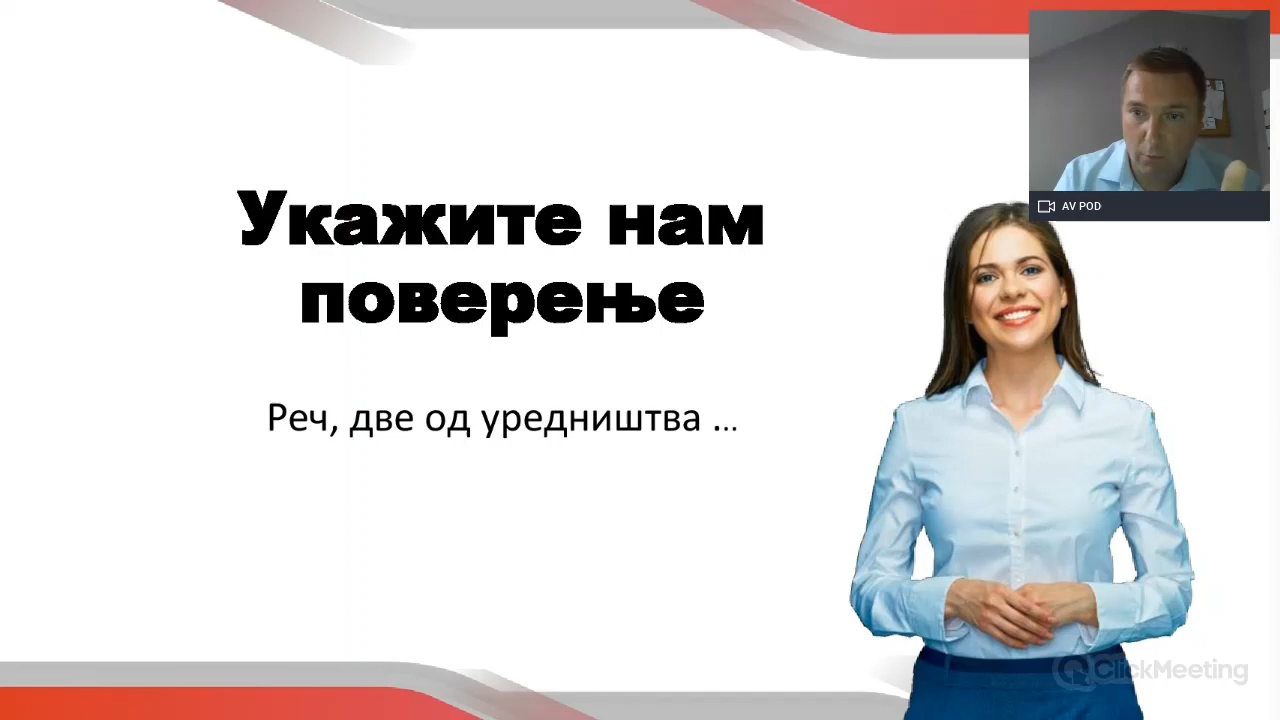 Укажите нам
поверење
Реч, две од уредништва ...
AV POD
ClickMeeting